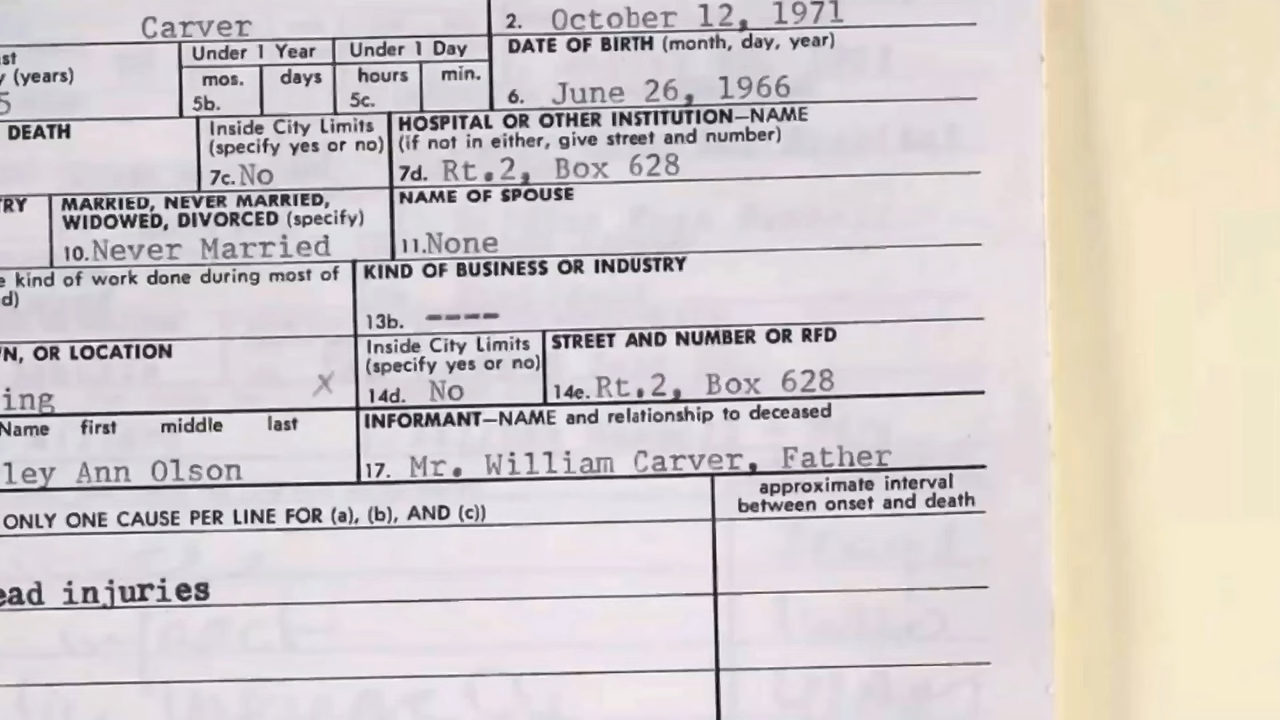 Carver 2. October 12, 1971
st Under 1 Year Under 1 Day DATE OF BIRTH (month, day, year)
y (years) mos. days hours min.
5 5b. 5c. 6. June 26, 1966
DEATH Inside City Limits HOSPITAL OR OTHER INSTITUTION—NAME
(specify yes or no) (if not in either, give street and number)
7c. No 7d. Rt.2, Box 628
RY MARRIED, NEVER MARRIED, NAME OF SPOUSE
WIDOWED, DIVORCED (specify)
10. Never Married 11. None
e kind of work done during most of KIND OF BUSINESS OR INDUSTRY
d)
13b. ----
N, OR LOCATION Inside City Limits STREET AND NUMBER OR RFD
(specify yes or no)
ing X 14d. No 14e. Rt.2, Box 628
Name first middle last INFORMANT—NAME and relationship to deceased
ley Ann Olson 17. Mr. William Carver, Father
approximate interval
ONLY ONE CAUSE PER LINE FOR (a), (b), AND (c)) between onset and death
ead injuries